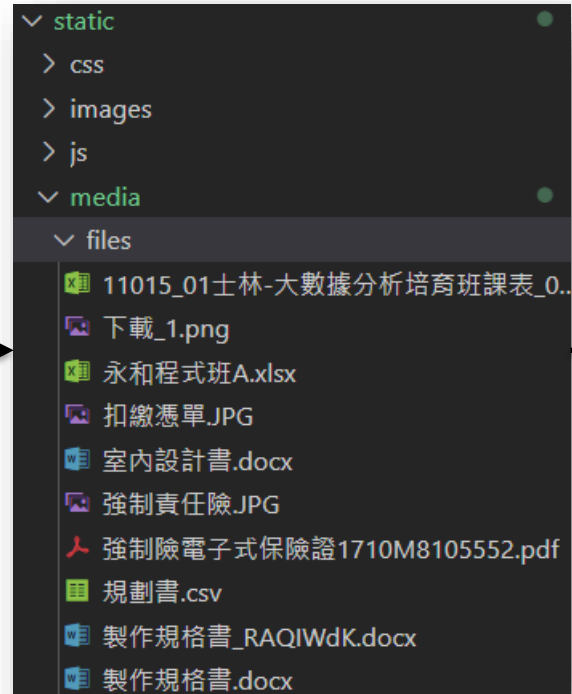 static
css
images
js
media
files
11015_01士林-大數據分析培育班課表_0..
下載_1.png
永和程式班A.xlsx
扣繳憑單.JPG
室內設計書.docx
強制責任險.JPG
強制險電子式保險證1710M8105552.pdf
規劃書.csv
製作規格書_RAQIWdK.docx
製作規格書.docx